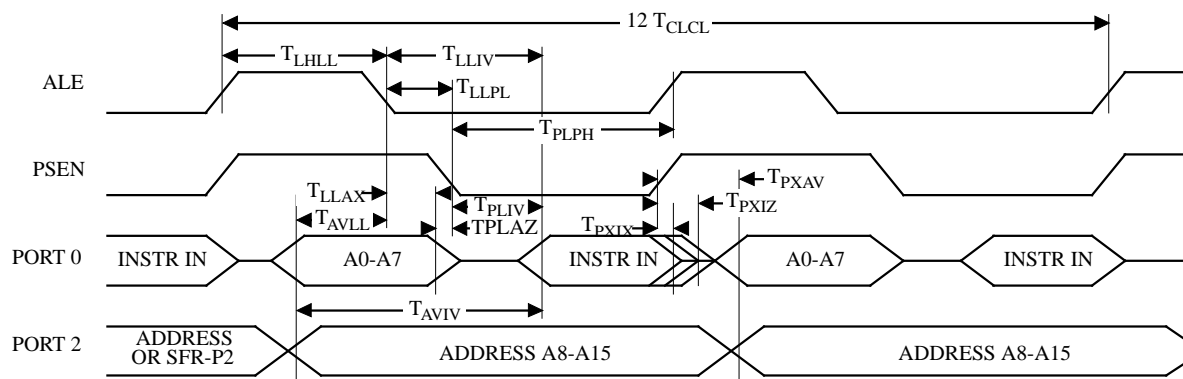 12 TCLCL
TLHLL
TLLIV
ALE
TLLPL
TPLPH
PSEN
TLLAX
TPXAV
TPLIV
TPXIZ
TAVLL
TPLAZ
TPXIX
PORT 0
INSTR IN
A0-A7
INSTR IN
A0-A7
INSTR IN
TAVIV
PORT 2
ADDRESS
OR SFR-P2
ADDRESS A8-A15
ADDRESS A8-A15